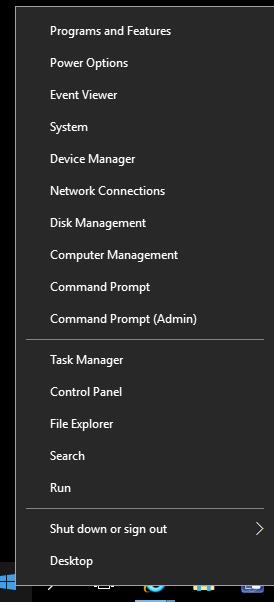 Programs and Features
Power Options
Event Viewer
System
Device Manager
Network Connections
Disk Management
Computer Management
Command Prompt
Command Prompt (Admin)
Task Manager
Control Panel
File Explorer
Search
Run
Shut down or sign out
Desktop